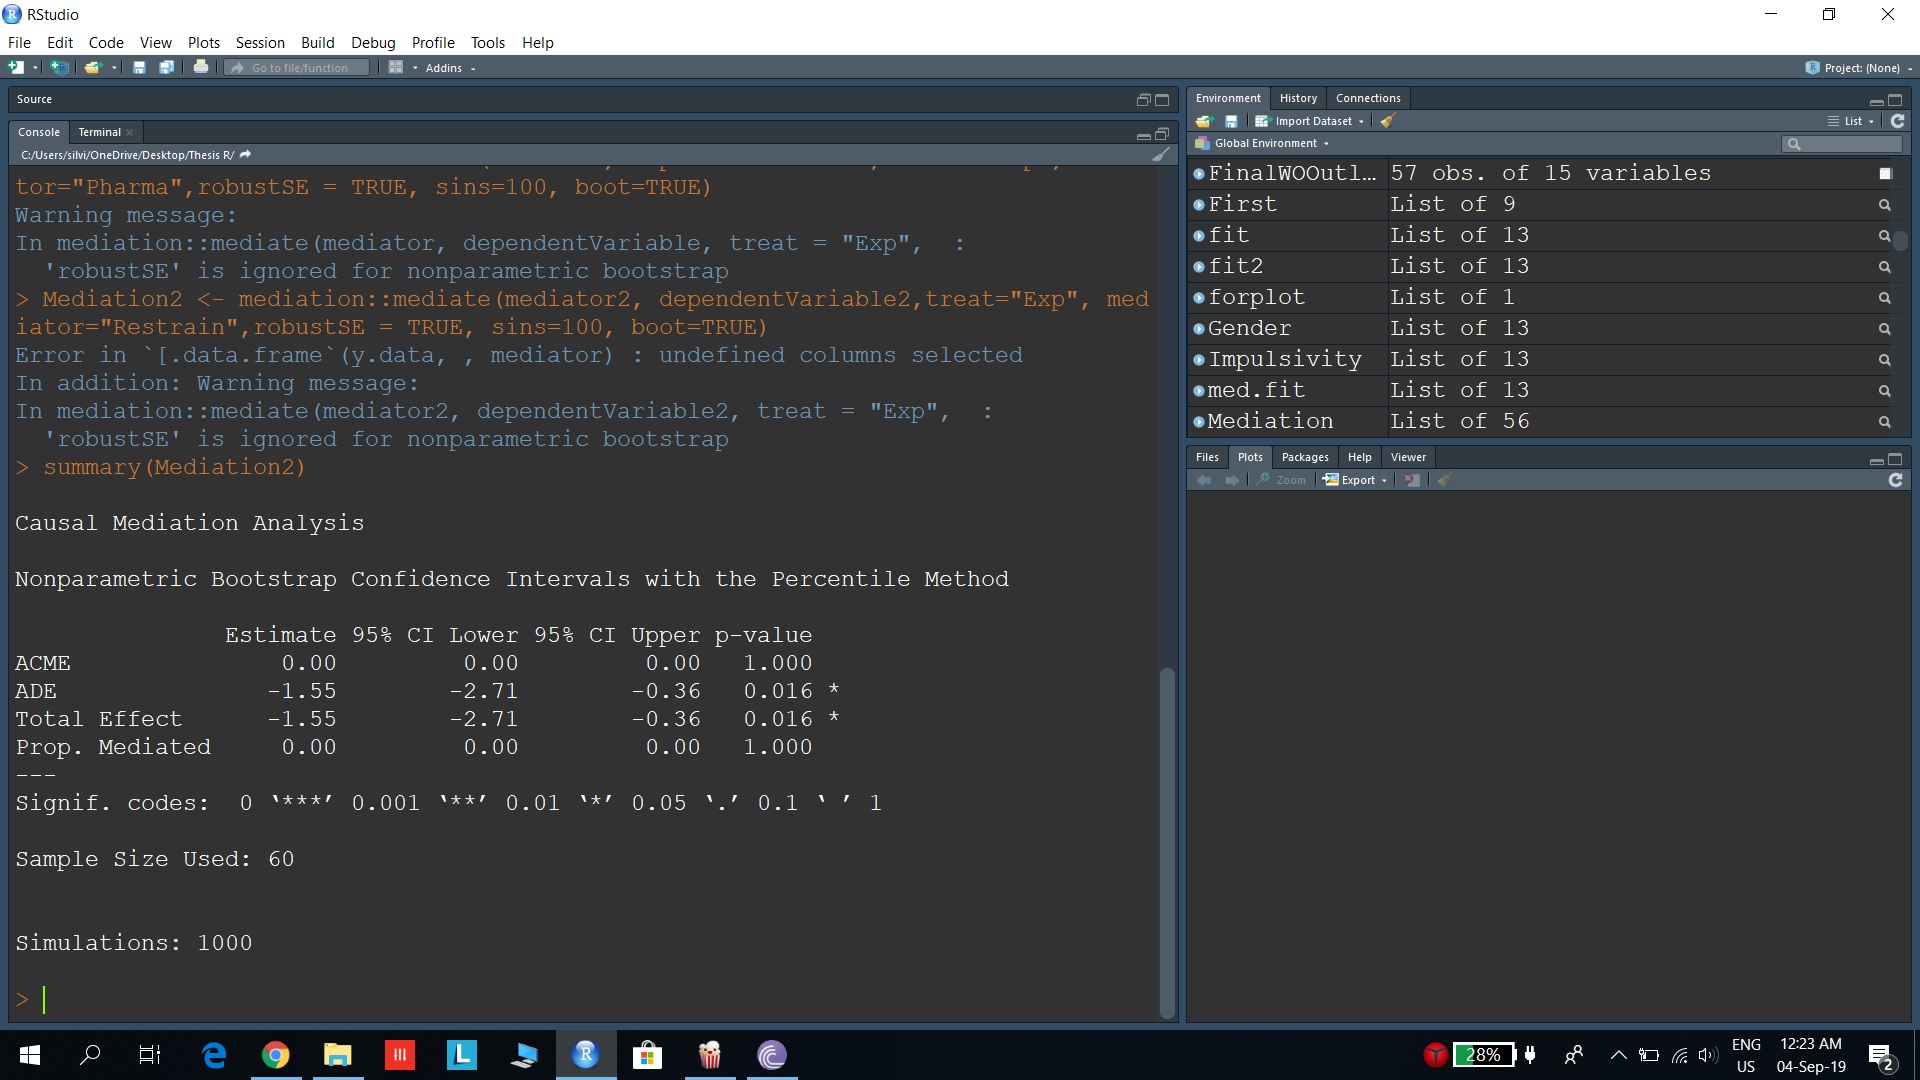 RStudio
File Edit Code View Plots Session Build Debug Profile Tools Help
Go to file/function Addins Project: (None)
Source
Console Terminal
C:/Users/silvi/OneDrive/Desktop/Thesis R/
tor="Pharma",robustSE = TRUE, sins=100, boot=TRUE)
Warning message:
In mediation::mediate(mediator, dependentVariable, treat = "Exp",  :
  'robustSE' is ignored for nonparametric bootstrap
> Mediation2 <- mediation::mediate(mediator2, dependentVariable2,treat="Exp", med
iator="Restrain",robustSE = TRUE, sins=100, boot=TRUE)
Error in `[.data.frame`(y.data, , mediator) : undefined columns selected
In addition: Warning message:
In mediation::mediate(mediator2, dependentVariable2, treat = "Exp",  :
  'robustSE' is ignored for nonparametric bootstrap
> summary(Mediation2)
Causal Mediation Analysis
Nonparametric Bootstrap Confidence Intervals with the Percentile Method
Estimate 95% CI Lower 95% CI Upper p-value
ACME 0.00 0.00 0.00 1.000
ADE -1.55 -2.71 -0.36 0.016 *
Total Effect -1.55 -2.71 -0.36 0.016 *
Prop. Mediated 0.00 0.00 0.00 1.000
---
Signif. codes:  0 ‘***’ 0.001 ‘**’ 0.01 ‘*’ 0.05 ‘.’ 0.1 ‘ ’ 1
Sample Size Used: 60
Simulations: 1000
>
Environment History Connections
Import Dataset List
Global Environment
FinalWOOutl... 57 obs. of 15 variables
First List of 9
fit List of 13
fit2 List of 13
forplot List of 1
Gender List of 13
Impulsivity List of 13
med.fit List of 13
Mediation List of 56
Files Plots Packages Help Viewer
Zoom Export
28% ENG US 12:23 AM 04-Sep-19 2